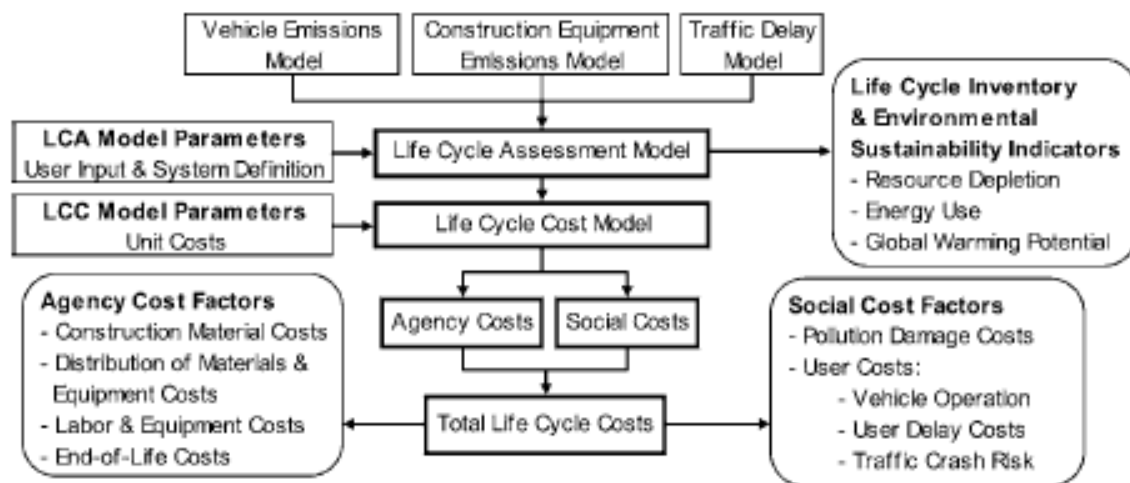 Vehicle Emissions
Model
Construction Equipment
Emissions Model
Traffic Delay
Model
Life Cycle Inventory
& Environmental
Sustainability Indicators
- Resource Depletion
- Energy Use
- Global Warming Potential
LCA Model Parameters
User Input & System Definition
Life Cycle Assessment Model
LCC Model Parameters
Unit Costs
Life Cycle Cost Model
Agency Cost Factors
- Construction Material Costs
- Distribution of Materials &
Equipment Costs
- Labor & Equipment Costs
- End-of-Life Costs
Agency Costs
Social Costs
Total Life Cycle Costs
Social Cost Factors
- Pollution Damage Costs
- User Costs:
- Vehicle Operation
- User Delay Costs
- Traffic Crash Risk